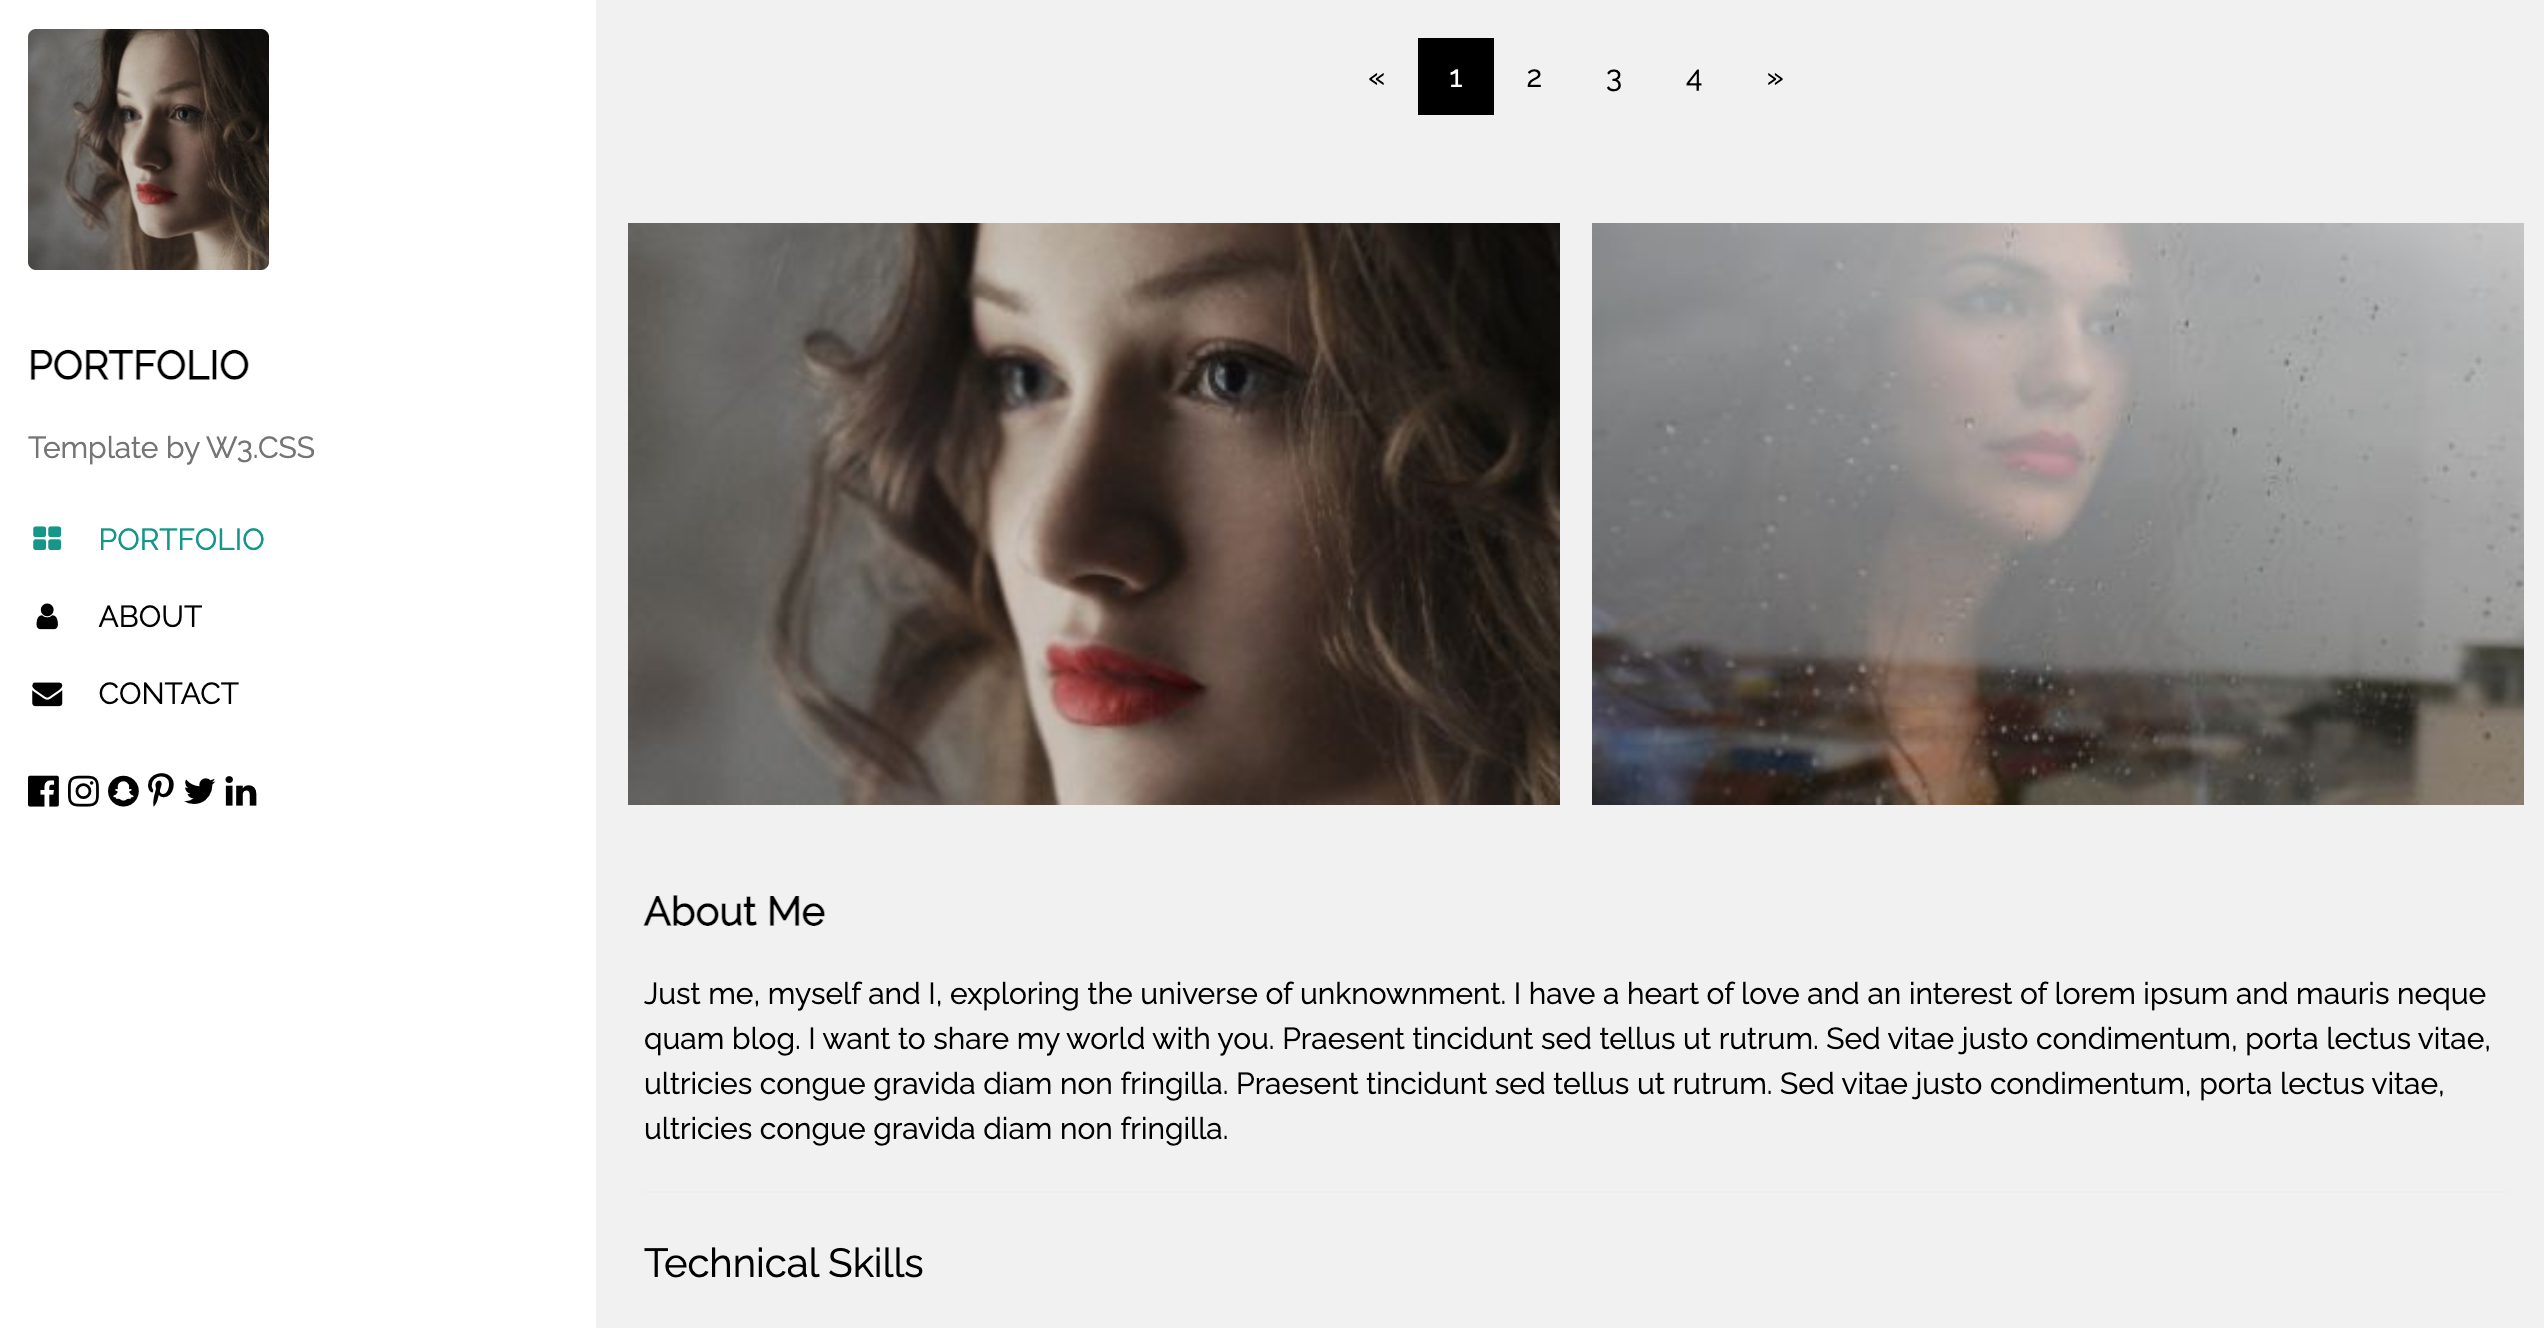 PORTFOLIO
Template by W3.CSS
PORTFOLIO
ABOUT
CONTACT
« 1 2 3 4 »
About Me
Just me, myself and I, exploring the universe of unknownment. I have a heart of love and an interest of lorem ipsum and mauris neque
quam blog. I want to share my world with you. Praesent tincidunt sed tellus ut rutrum. Sed vitae justo condimentum, porta lectus vitae,
ultricies congue gravida diam non fringilla. Praesent tincidunt sed tellus ut rutrum. Sed vitae justo condimentum, porta lectus vitae,
ultricies congue gravida diam non fringilla.
Technical Skills